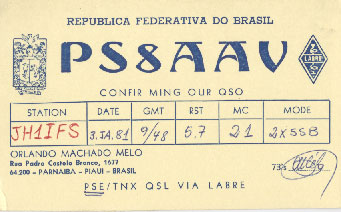 REPUBLICA FEDERATIVA DO BRASIL
PS8AAV
LABRE
CONFIR MING OUR QSO
STATION DATE GMT RST MC MODE
JH1IFS 3.JA.81 9/48 5.7 21 2XSSB
ORLANDO MACHADO MELO
Rua Padre Castelo Branco, 1677
64.200 - PARNAIBA - PIAUI - BRASIL
73s
PSE/TNX QSL VIA LABRE